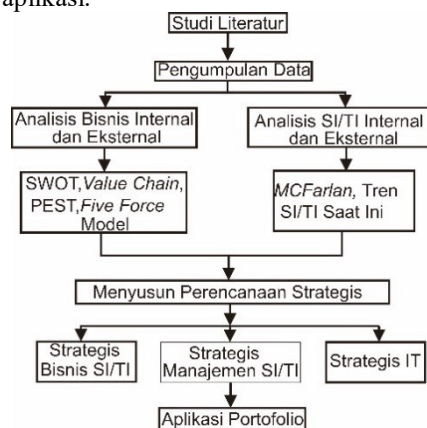 aplikasi.
Studi Literatur
Pengumpulan Data
Analisis Bisnis Internal
dan Eksternal
Analisis SI/TI Internal
dan Eksternal
SWOT,Value Chain,
PEST,Five Force
Model
MCFarlan, Tren
SI/TI Saat Ini
Menyusun Perencanaan Strategis
Strategis
Bisnis SI/TI
Strategis
Manajemen SI/TI
Strategis IT
Aplikasi Portofolio